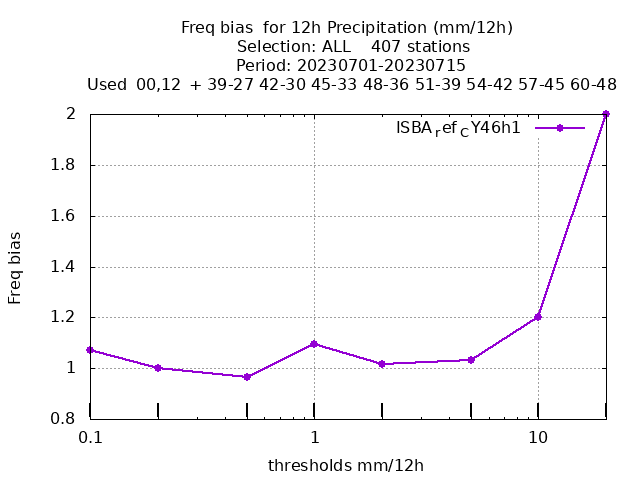 Freq bias  for 12h Precipitation (mm/12h)
Selection: ALL    407 stations
Period: 20230701-20230715
Used  00,12  + 39-27 42-30 45-33 48-36 51-39 54-42 57-45 60-48
ISBA_ref_CY46h1
2
1.8
1.6
1.4
1.2
1
0.8
Freq bias
0.1 1 10
thresholds mm/12h